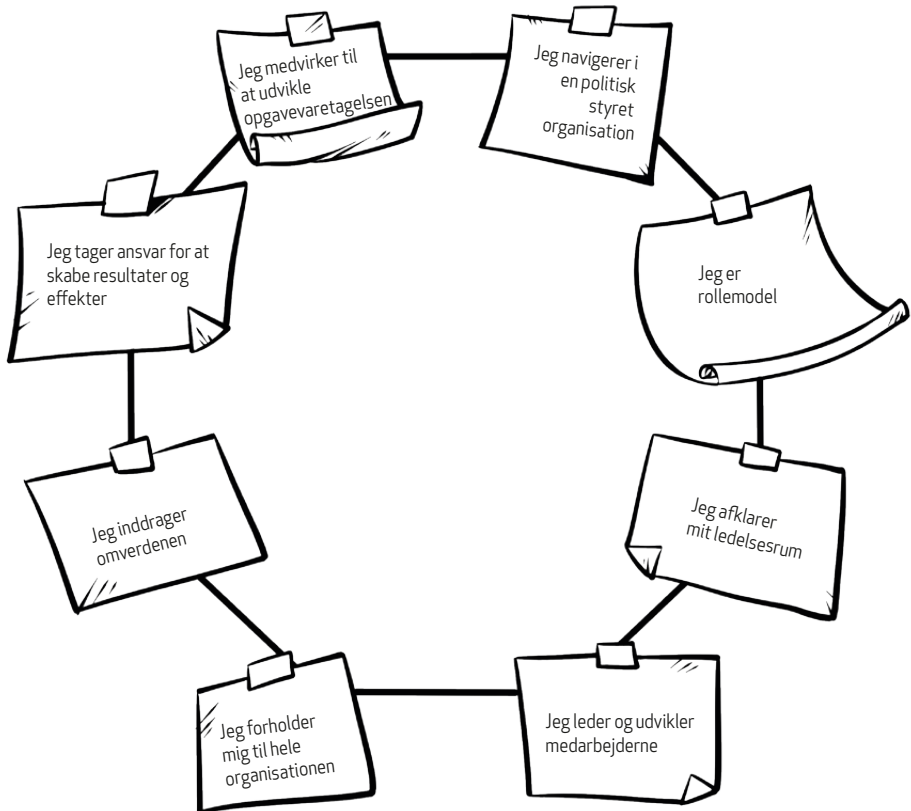 Jeg medvirker til
at udvikle
opgavevaretagelsen
Jeg navigerer i
en politisk
styret
organisation
Jeg er
rollemodel
Jeg afklarer
mit ledelsesrum
Jeg leder og udvikler
medarbejderne
Jeg forholder
mig til hele
organisationen
Jeg inddrager
omverdenen
Jeg tager ansvar for at
skabe resultater og
effekter